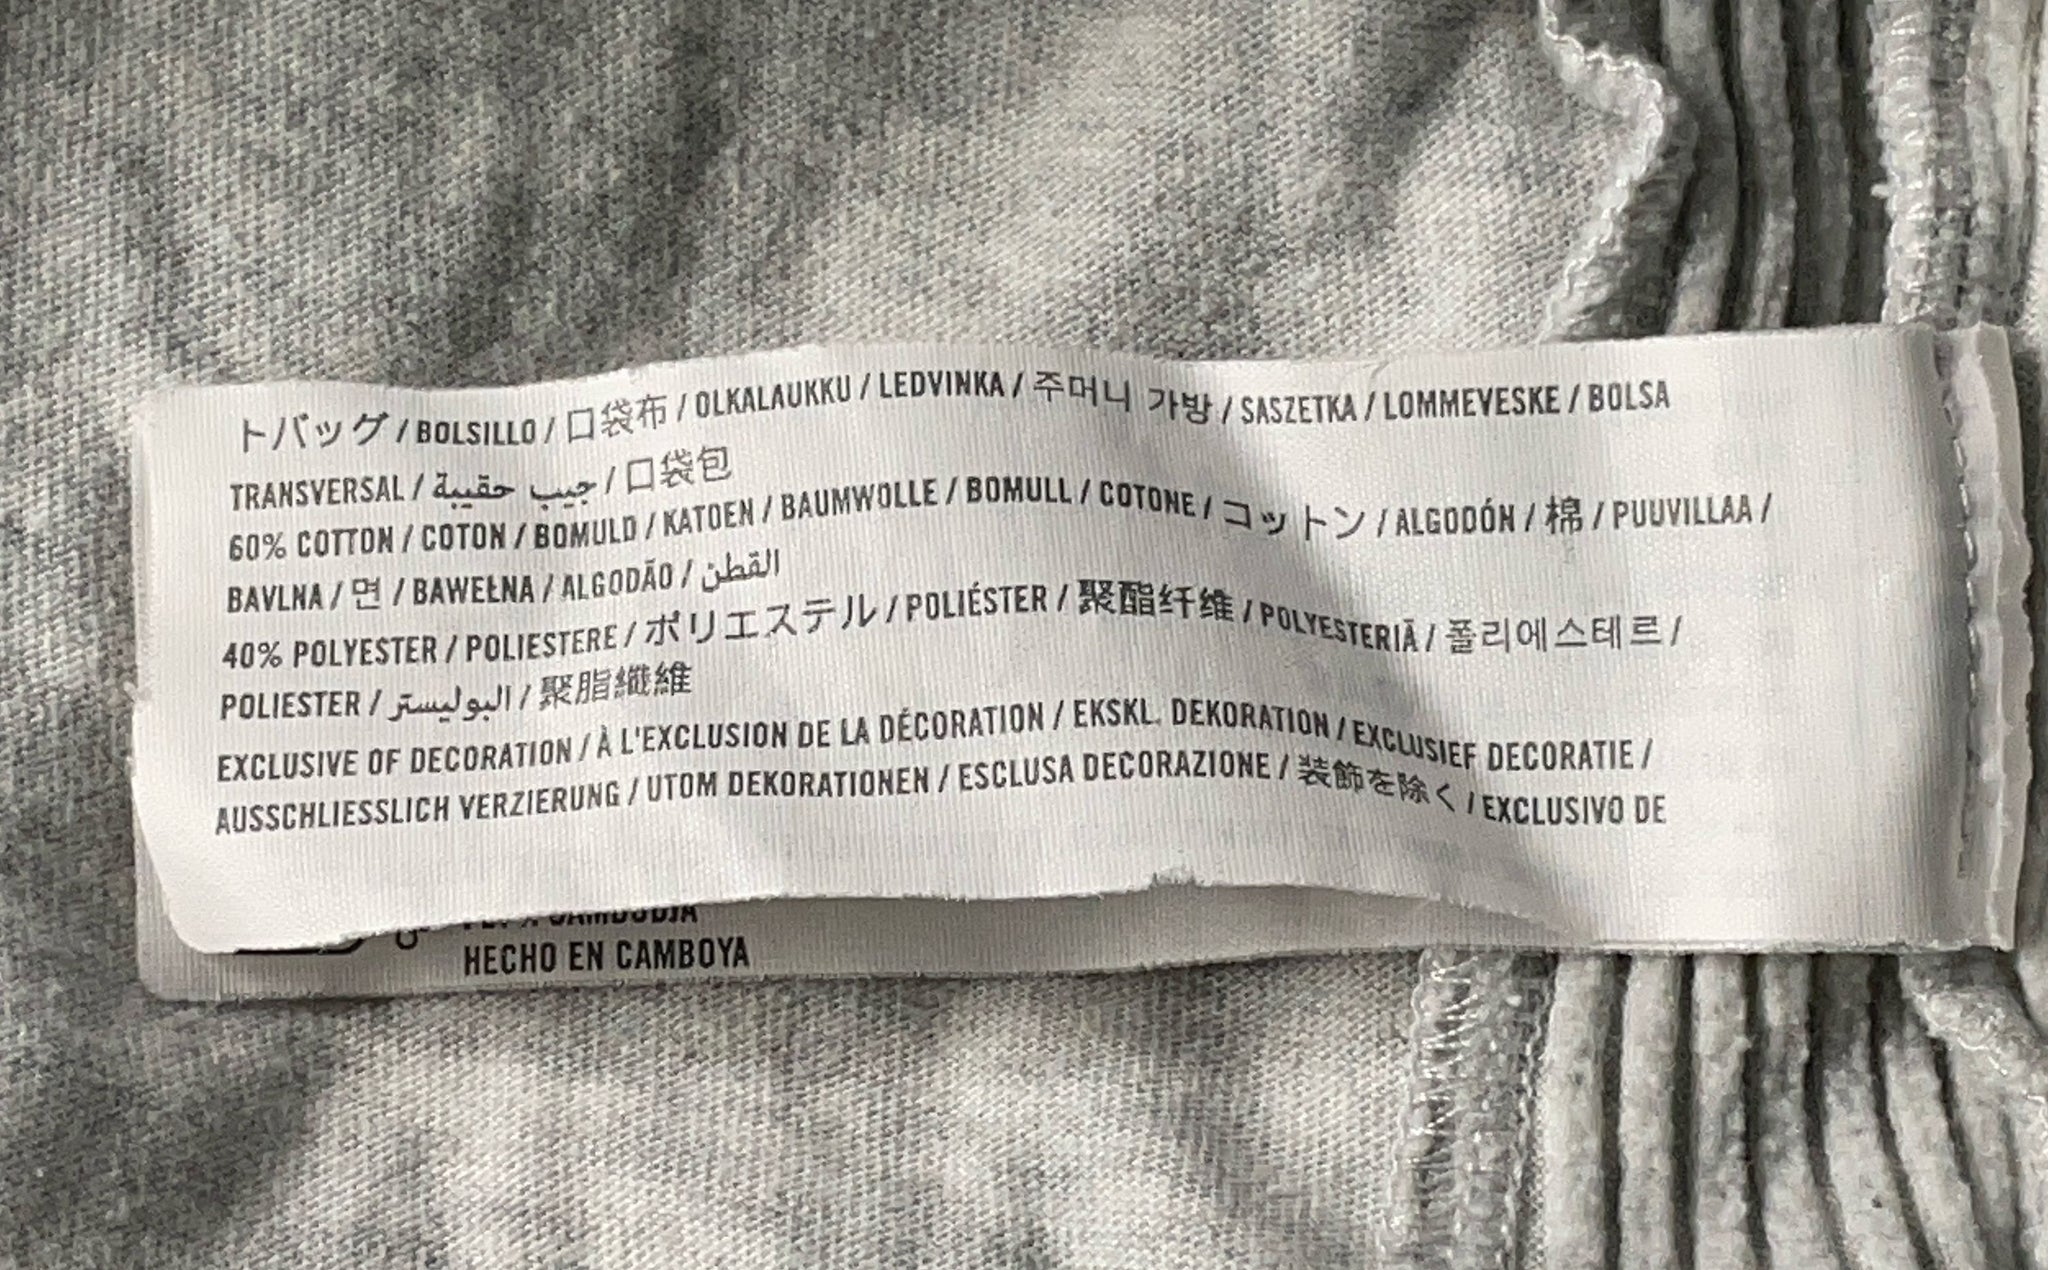 トバッグ / BOLSILLO / 口袋布 / OLKALAUKKU / LEDVINKA / 주머니 가방 / SASZETKA / LOMMEVESKE / BOLSA
TRANSVERSAL / جيب حقيبة / 口袋包
60% COTTON / COTON / BOMULD / KATOEN / BAUMWOLLE / BOMULL / COTONE / コットン / ALGODÓN / 棉 / PUUVILLAA /
BAVLNA / 면 / BAWEŁNA / ALGODÃO / القطن
40% POLYESTER / POLIESTERE / ポリエステル / POLIÉSTER / 聚酯纤维 / POLYESTERIÄ / 폴리에스테르 /
POLIESTER / البوليستر / 聚脂纖維
EXCLUSIVE OF DECORATION / À L'EXCLUSION DE LA DÉCORATION / EKSKL. DEKORATION / EXCLUSIEF DECORATIE /
AUSSCHLIESSLICH VERZIERUNG / UTOM DEKORATIONEN / ESCLUSA DECORAZIONE / 装飾を除く / EXCLUSIVO DE
HECHO EN CAMBOYA